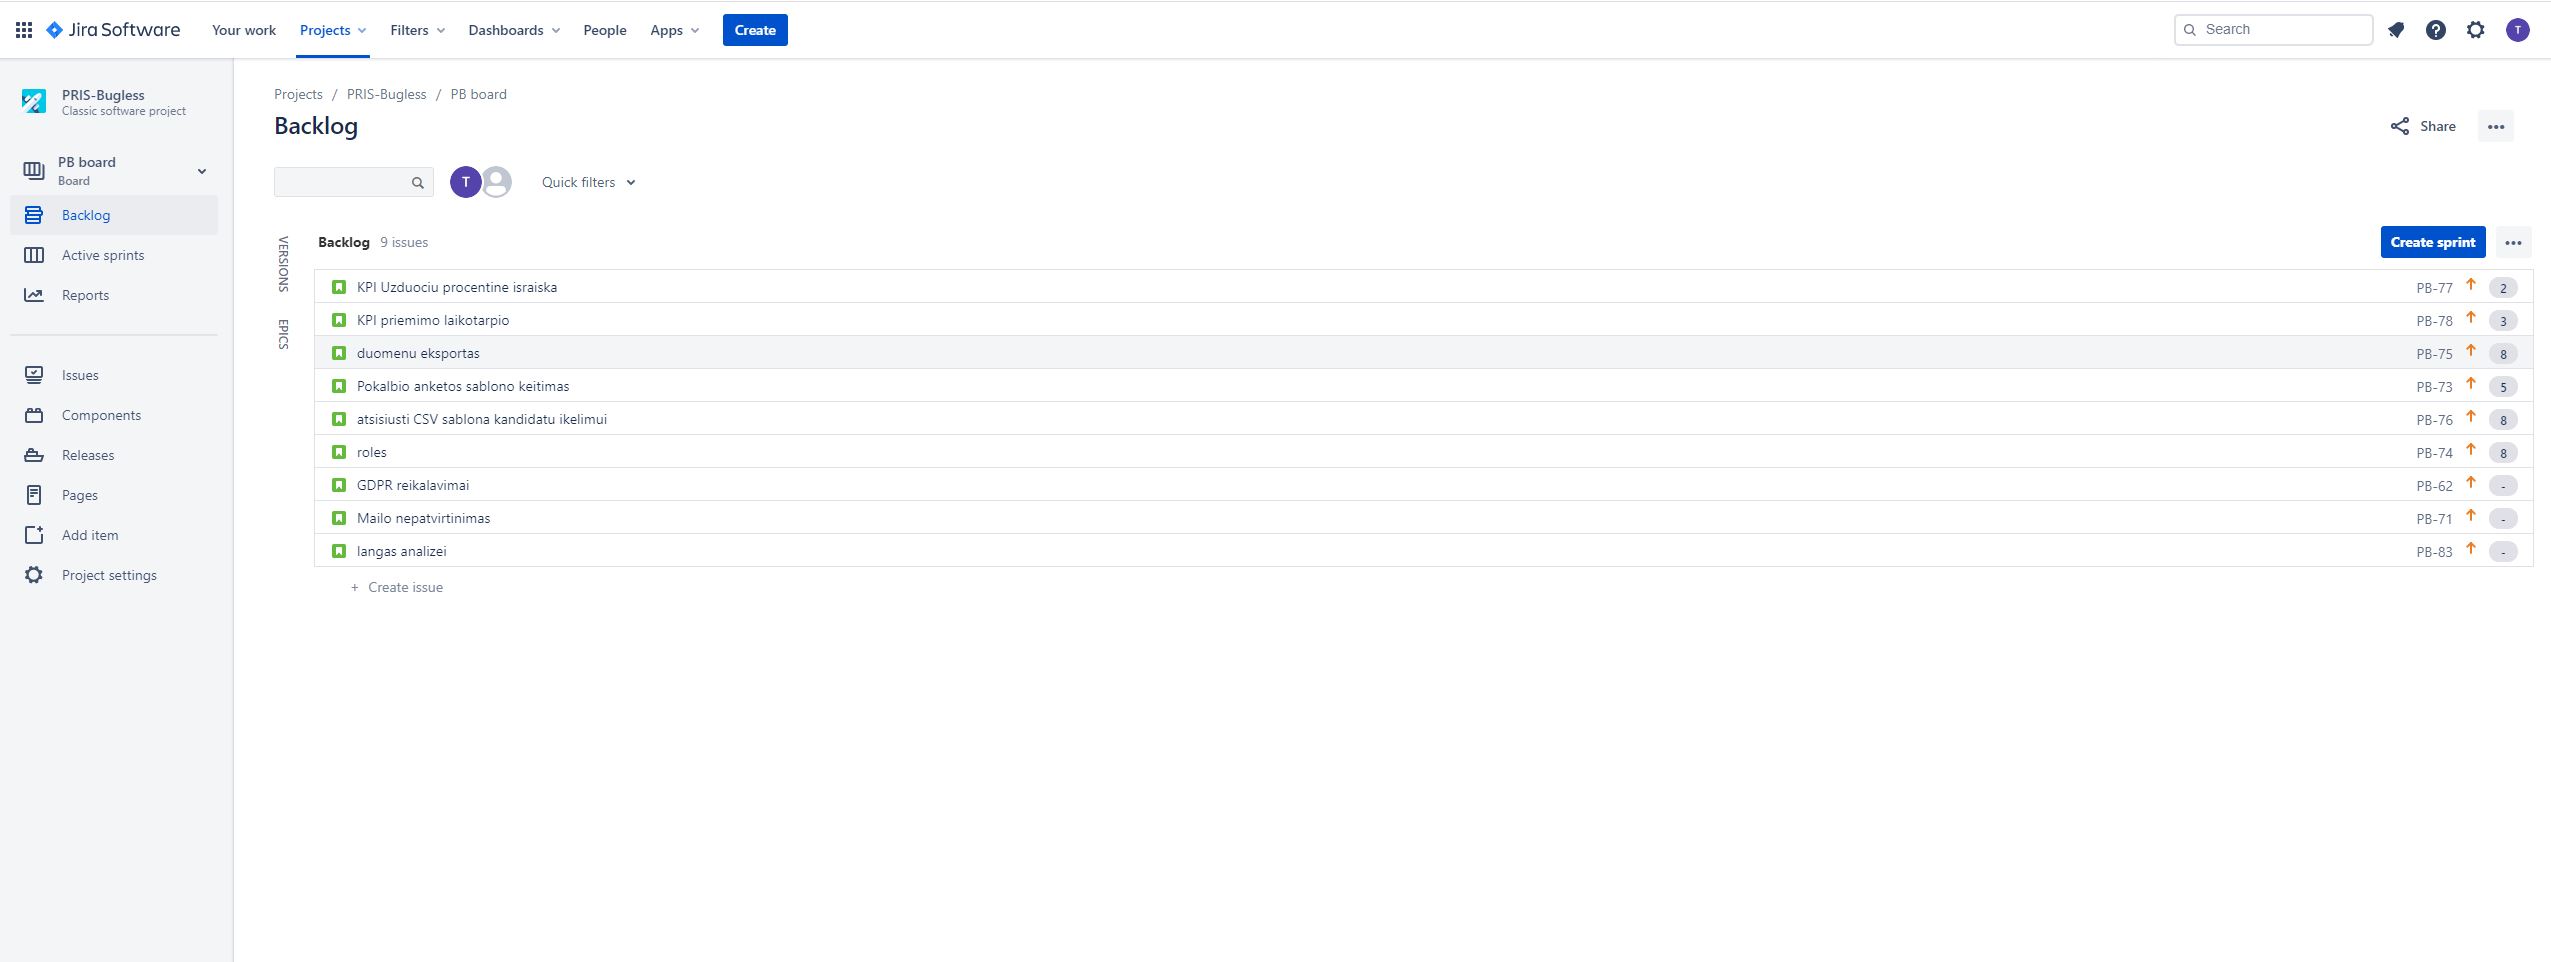 Jira Software Your work Projects Filters Dashboards People Apps Create Search T
PRIS-Bugless
Classic software project
PB board
Board
Backlog
Active sprints
Reports
Issues
Components
Releases
Pages
Add item
Project settings
Projects / PRIS-Bugless / PB board
Backlog
Share
T Quick filters
VERSIONS
EPICS
Backlog 9 issues Create sprint
KPI Uzduociu procentine israiska PB-77 2
KPI priemimo laikotarpio PB-78 3
duomenu eksportas PB-75 8
Pokalbio anketos sablono keitimas PB-73 5
atsisiusti CSV sablona kandidatu ikelimui PB-76 8
roles PB-74 8
GDPR reikalavimai PB-62 -
Mailo nepatvirtinimas PB-71 -
langas analizei PB-83 -
+ Create issue